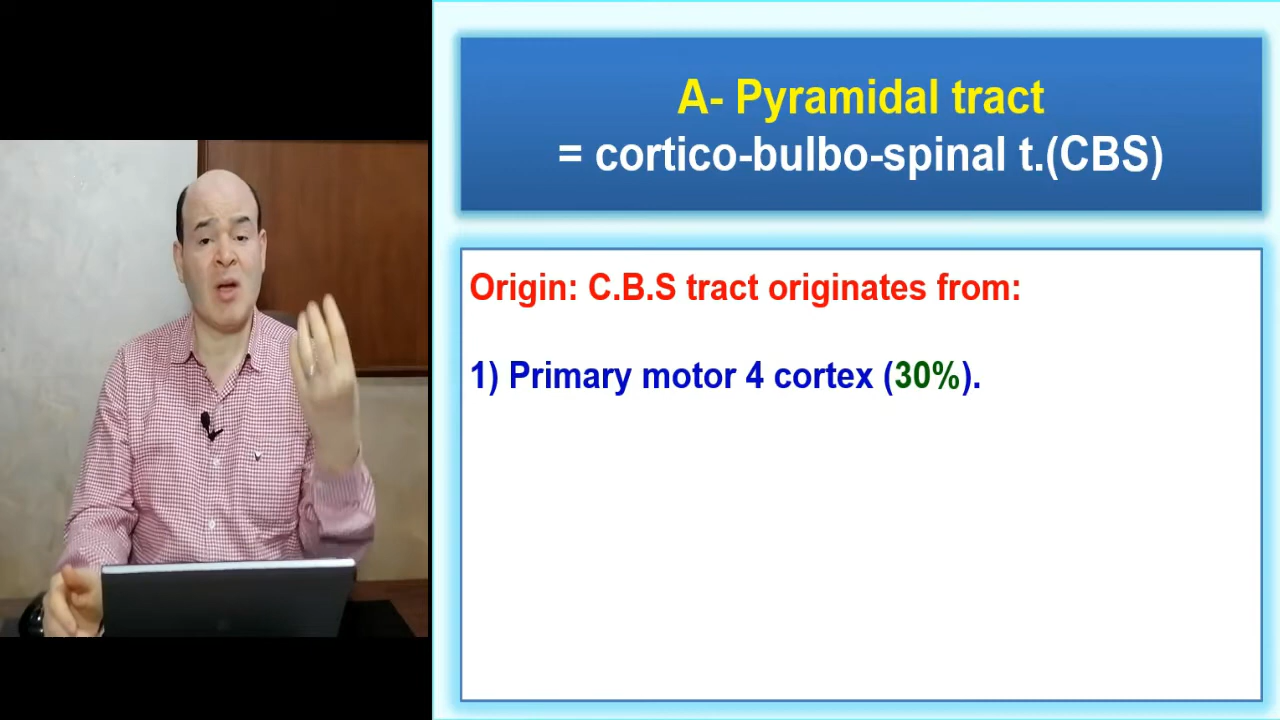 A- Pyramidal tract
= cortico-bulbo-spinal t.(CBS)
Origin: C.B.S tract originates from:
1) Primary motor 4 cortex (30%).